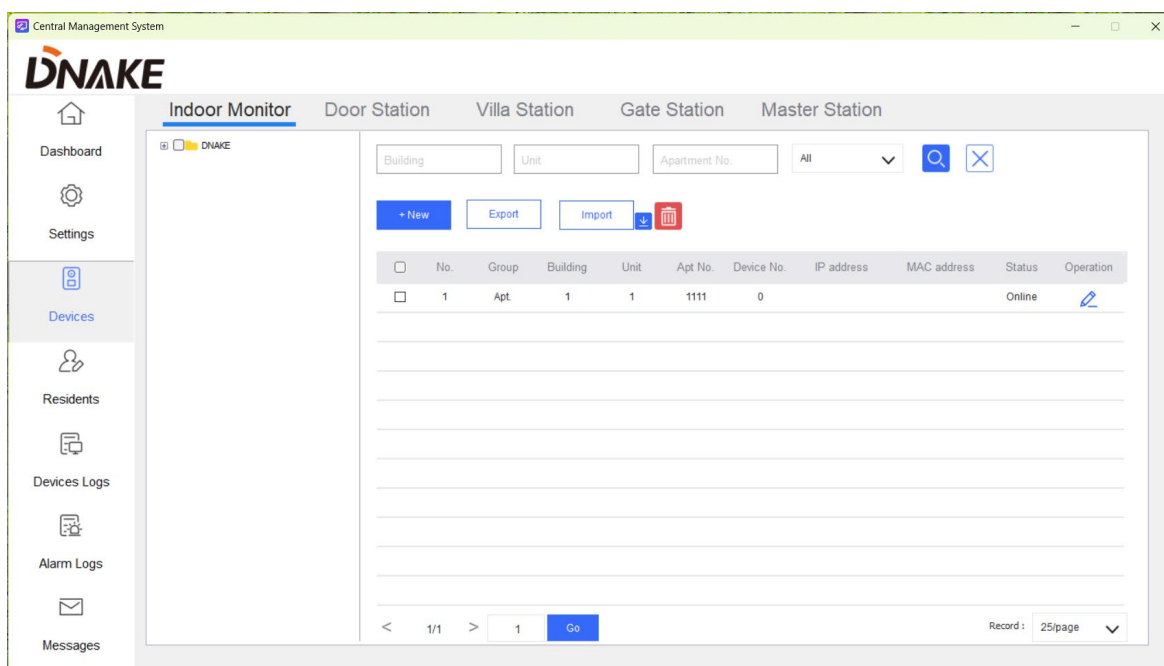 Central Management System
DNAKE
Indoor Monitor Door Station Villa Station Gate Station Master Station
Dashboard
Settings
Devices
Residents
Devices Logs
Alarm Logs
Messages
DNAKE
Building Unit Apartment No. All
+ New Export Import
No. Group Building Unit Apt No. Device No. IP address MAC address Status Operation
1 Apt. 1 1 1111 0 Online
< 1/1 > 1 Go Record : 25/page